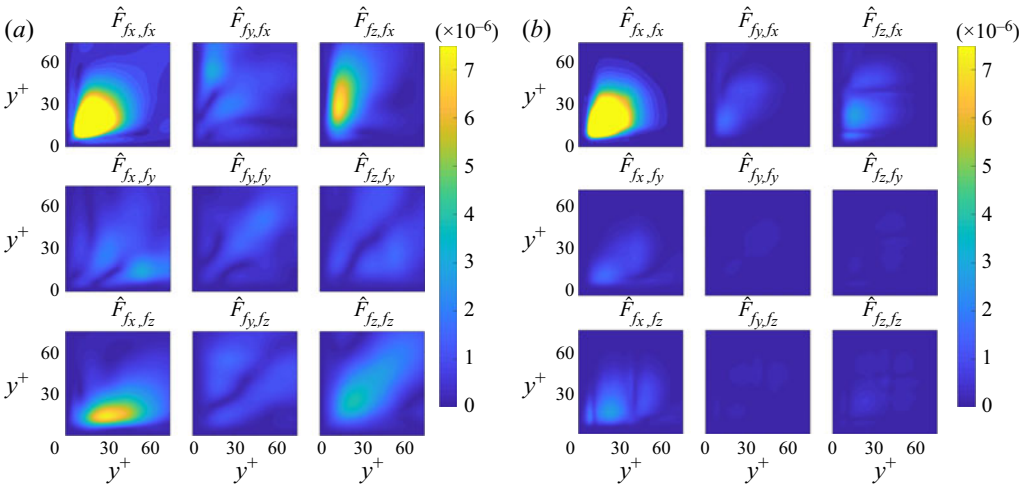 (a) F̂fx,fx F̂fy,fx F̂fz,fx (×10−6) (b) F̂fx,fx F̂fy,fx F̂fz,fx (×10−6)
60 7 60 7
y+ 30 y+ 30
0 6 0 6
F̂fx,fy F̂fy,fy F̂fz,fy 5 F̂fx,fy F̂fy,fy F̂fz,fy 5
60 4 60 4
y+ 30 y+ 30
0 3 0 3
F̂fx,fz F̂fy,fz F̂fz,fz 2 F̂fx,fz F̂fy,fz F̂fz,fz 2
60 1 60 1
y+ 30 0 y+ 30 0
0 30 60 30 60 30 60 0 30 60 30 60 30 60
y+ y+ y+ y+ y+ y+